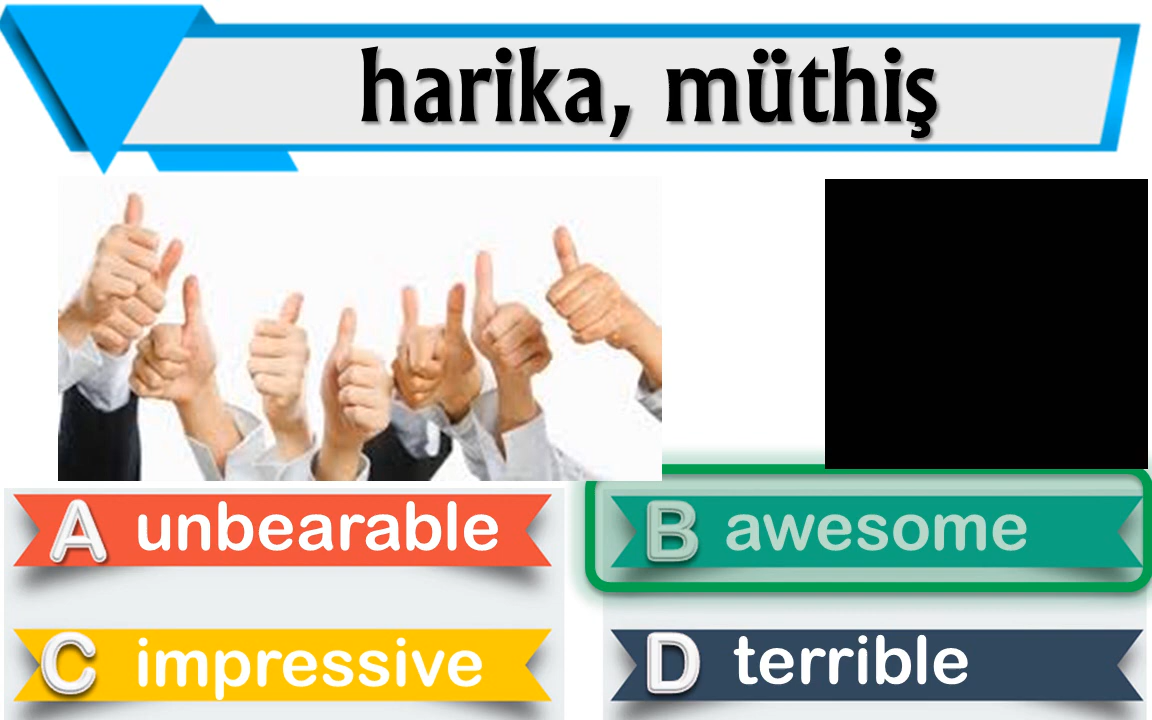 harika, müthiş
A unbearable
B awesome
C impressive
D terrible